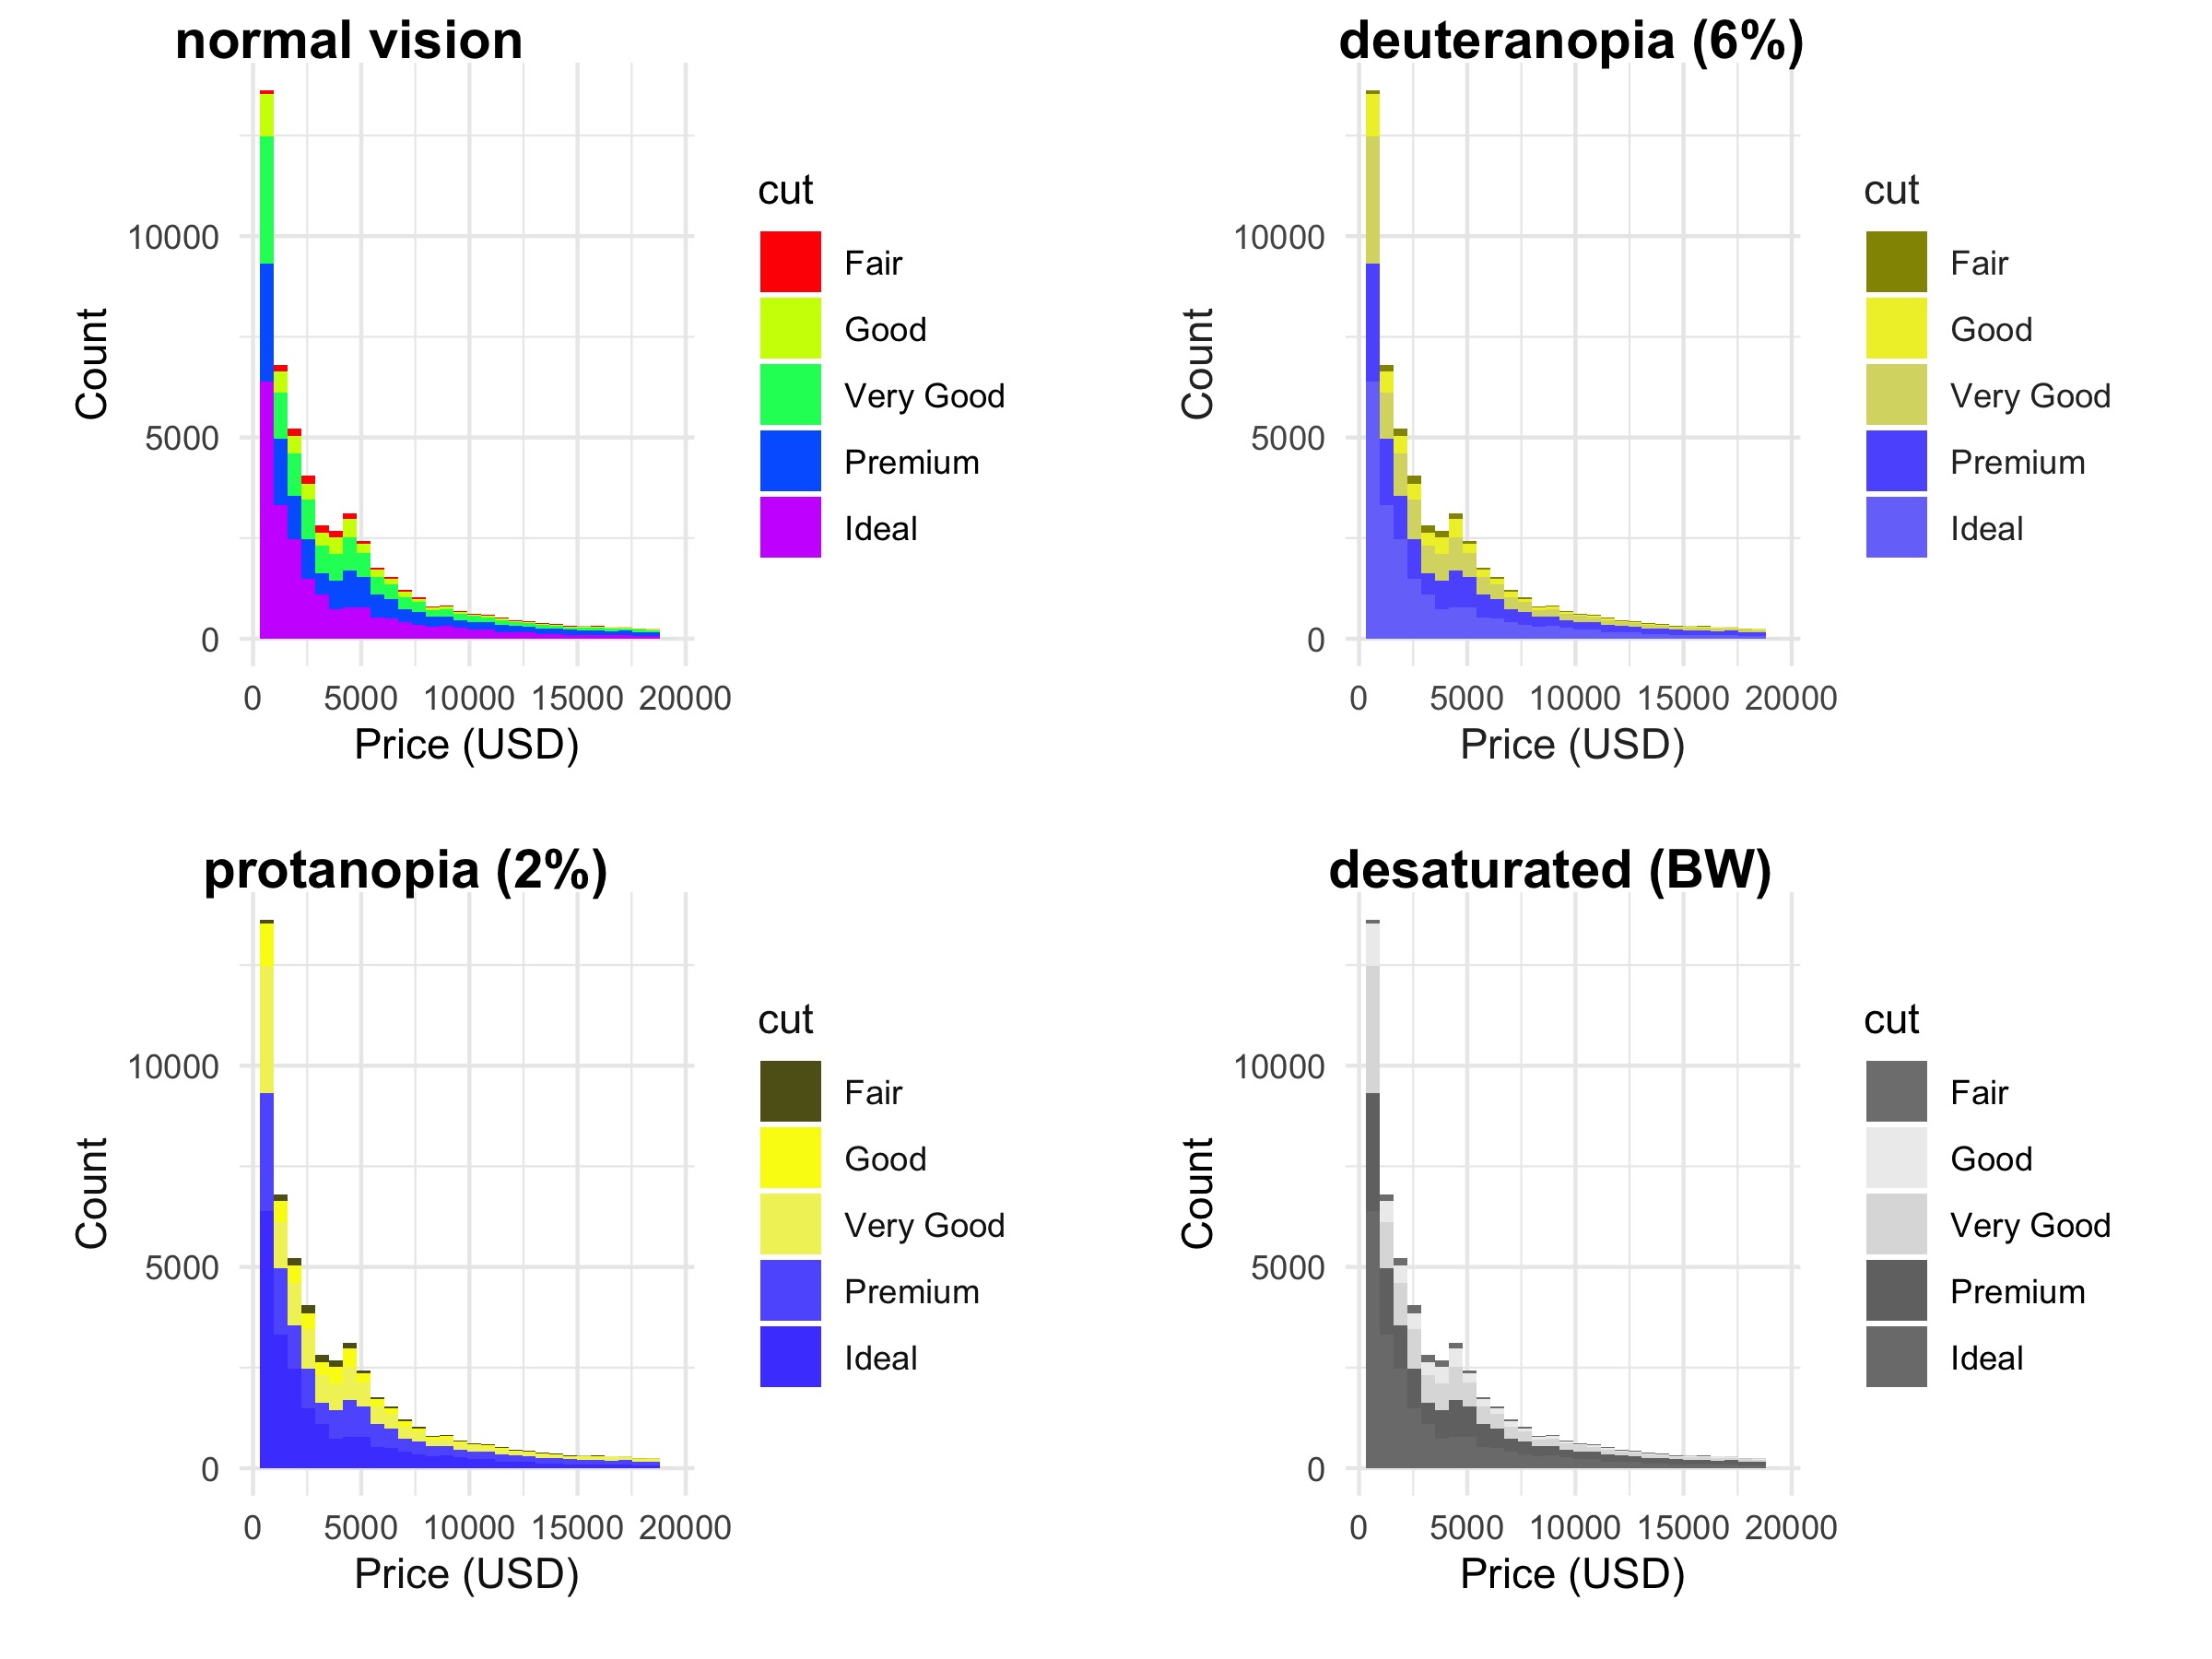 normal vision
10000
5000
0
0 5000 10000 15000 20000
Price (USD)
Count
cut
Fair
Good
Very Good
Premium
Ideal
deuteranopia (6%)
10000
5000
0
0 5000 10000 15000 20000
Price (USD)
Count
cut
Fair
Good
Very Good
Premium
Ideal
protanopia (2%)
10000
5000
0
0 5000 10000 15000 20000
Price (USD)
Count
cut
Fair
Good
Very Good
Premium
Ideal
desaturated (BW)
10000
5000
0
0 5000 10000 15000 20000
Price (USD)
Count
cut
Fair
Good
Very Good
Premium
Ideal